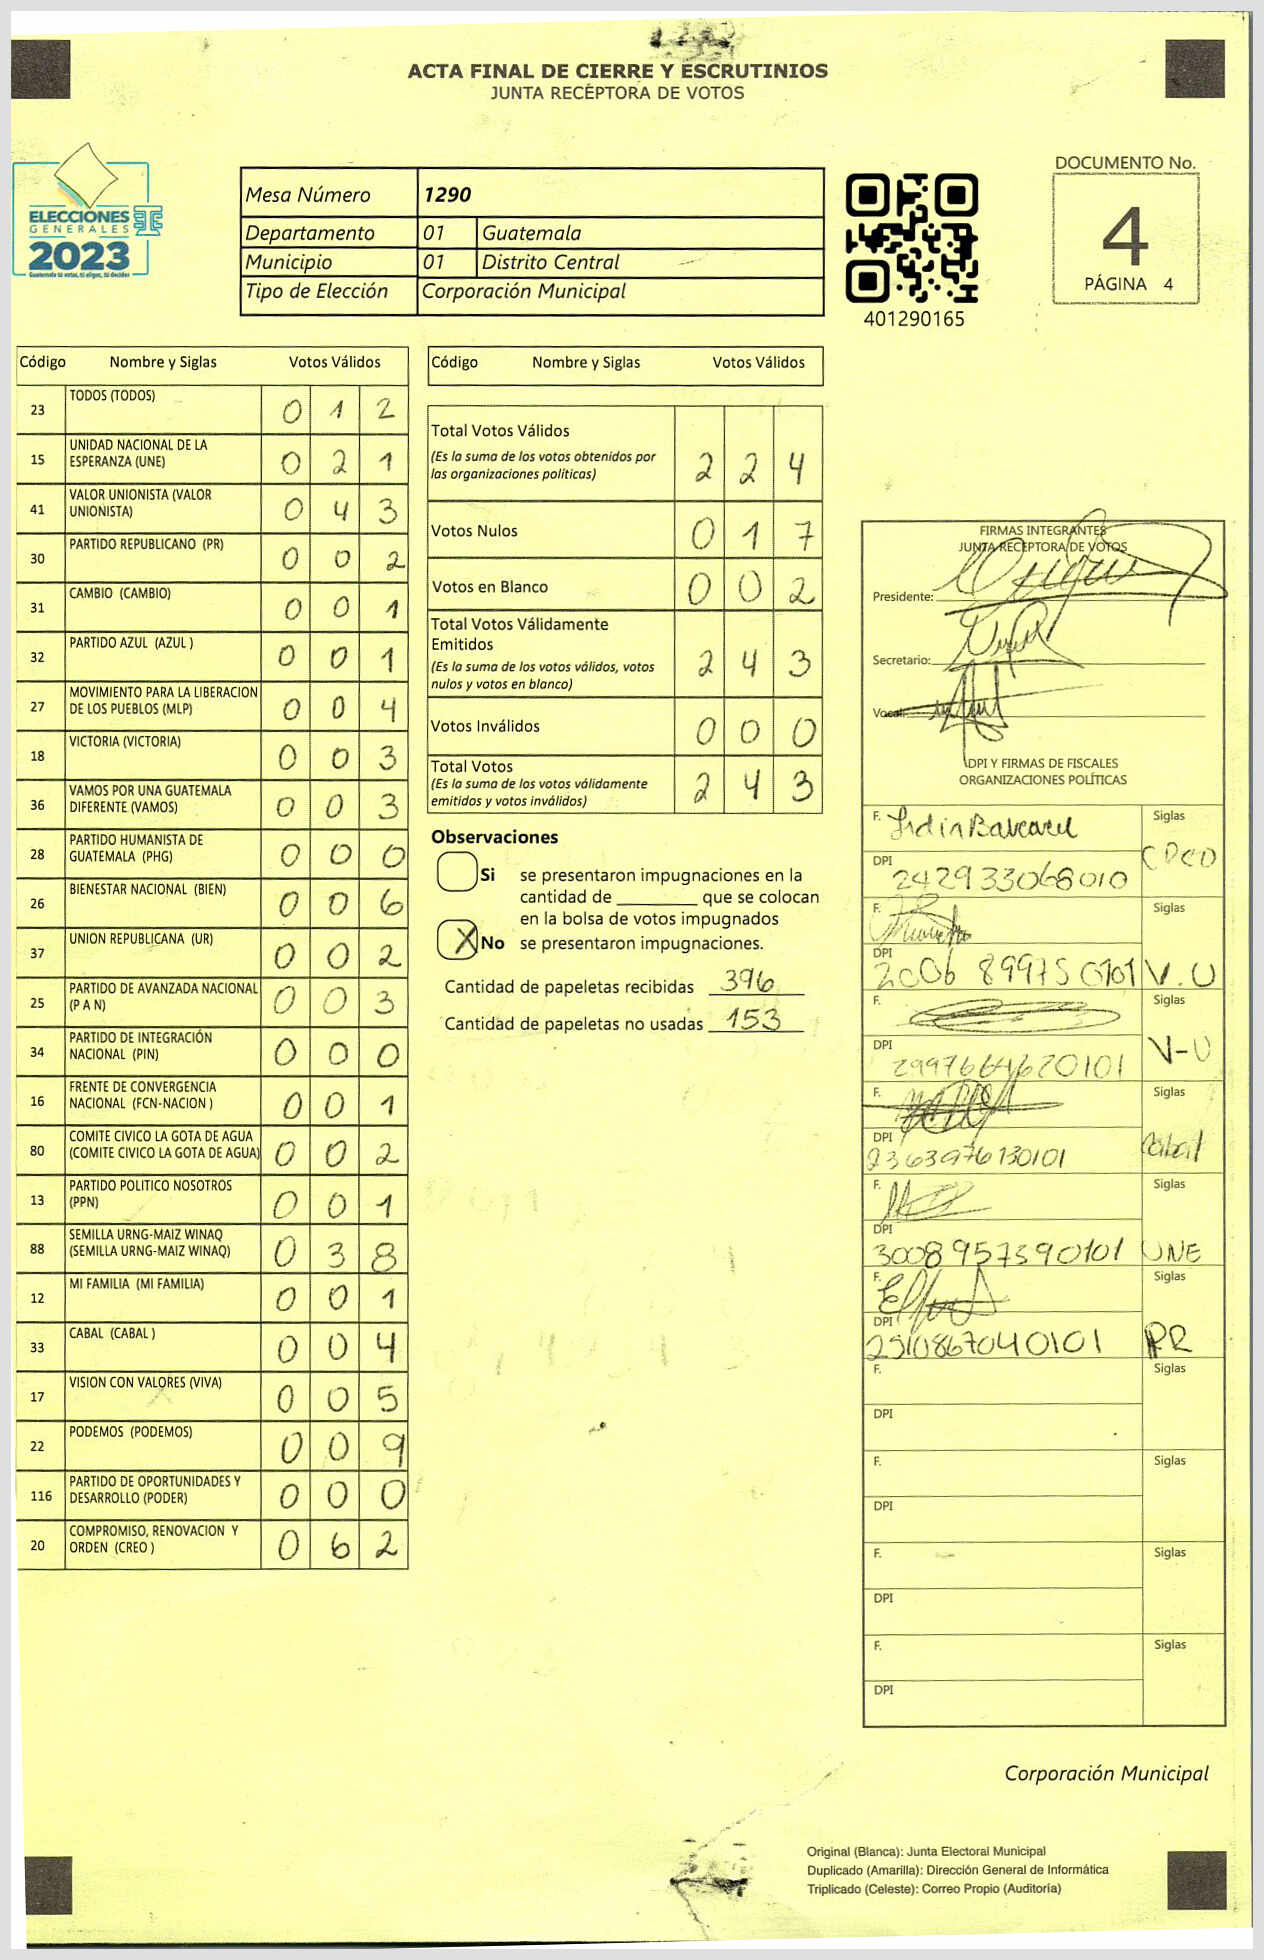 ACTA FINAL DE CIERRE Y ESCRUTINIOS
JUNTA RECEPTORA DE VOTOS
ELECCIONES
GENERALES
2023
Guatemala tú votas, tú eliges, tú decides
Mesa Número 1290
Departamento 01 Guatemala
Municipio 01 Distrito Central
Tipo de Elección Corporación Municipal
401290165
DOCUMENTO No.
4
PÁGINA 4
Código Nombre y Siglas Votos Válidos
23 TODOS (TODOS) 0 1 2
15 UNIDAD NACIONAL DE LA
ESPERANZA (UNE) 0 2 1
41 VALOR UNIONISTA (VALOR
UNIONISTA) 0 4 3
30 PARTIDO REPUBLICANO (PR) 0 0 2
31 CAMBIO (CAMBIO) 0 0 1
32 PARTIDO AZUL (AZUL ) 0 0 1
27 MOVIMIENTO PARA LA LIBERACION
DE LOS PUEBLOS (MLP) 0 0 4
18 VICTORIA (VICTORIA) 0 0 3
36 VAMOS POR UNA GUATEMALA
DIFERENTE (VAMOS) 0 0 3
28 PARTIDO HUMANISTA DE
GUATEMALA (PHG) 0 0 0
26 BIENESTAR NACIONAL (BIEN) 0 0 6
37 UNION REPUBLICANA (UR) 0 0 2
25 PARTIDO DE AVANZADA NACIONAL
(P A N) 0 0 3
34 PARTIDO DE INTEGRACIÓN
NACIONAL (PIN) 0 0 0
16 FRENTE DE CONVERGENCIA
NACIONAL (FCN-NACION ) 0 0 1
80 COMITE CIVICO LA GOTA DE AGUA
(COMITE CIVICO LA GOTA DE AGUA) 0 0 2
13 PARTIDO POLITICO NOSOTROS
(PPN) 0 0 1
88 SEMILLA URNG-MAIZ WINAQ
(SEMILLA URNG-MAIZ WINAQ) 0 3 8
12 MI FAMILIA (MI FAMILIA) 0 0 1
33 CABAL (CABAL ) 0 0 4
17 VISION CON VALORES (VIVA) 0 0 5
22 PODEMOS (PODEMOS) 0 0 9
116 PARTIDO DE OPORTUNIDADES Y
DESARROLLO (PODER) 0 0 0
20 COMPROMISO, RENOVACION Y
ORDEN (CREO ) 0 6 2
Código Nombre y Siglas Votos Válidos
Total Votos Válidos
(Es la suma de los votos obtenidos por
las organizaciones políticas) 2 2 4
Votos Nulos 0 1 7
Votos en Blanco 0 0 2
Total Votos Válidamente
Emitidos
(Es la suma de los votos válidos, votos
nulos y votos en blanco) 2 4 3
Votos Inválidos 0 0 0
Total Votos
(Es la suma de los votos válidamente
emitidos y votos inválidos) 2 4 3
Observaciones
Si se presentaron impugnaciones en la
cantidad de ________ que se colocan
en la bolsa de votos impugnados
X No se presentaron impugnaciones.
Cantidad de papeletas recibidas 396
Cantidad de papeletas no usadas 153
FIRMAS INTEGRANTES
JUNTA RECEPTORA DE VOTOS
Presidente:
Secretario:
Vocal:
DPI Y FIRMAS DE FISCALES
ORGANIZACIONES POLÍTICAS
F. Siglas
DPI 242933068010
F. Siglas
DPI 2006 89975 0101 V.U
F. Siglas
DPI 2997664620101 V-U
F. Siglas
DPI 2363976130101 Cabal
F. Siglas
DPI 3008957390101 UNE
F. Siglas
DPI 2510867040101 PR
F. Siglas
DPI
F. Siglas
DPI
F. Siglas
DPI
F. Siglas
DPI
Corporación Municipal
Original (Blanca): Junta Electoral Municipal
Duplicado (Amarilla): Dirección General de Informática
Triplicado (Celeste): Correo Propio (Auditoría)